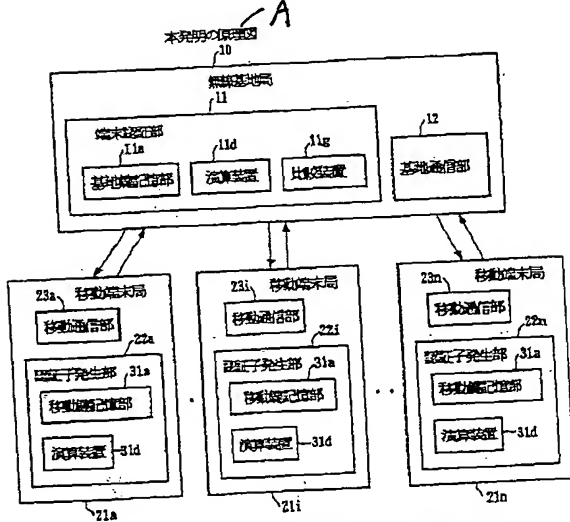 A
本発明の原理図
10
無線基地局
11
端末認証部
12
11a
11d
11g
基地鍵記憶部
演算装置
比較装置
基地通信部
23a
移動端末局
移動通信部
22a
認証子発生部
31a
移動鍵記憶部
演算装置
31d
21a
23i
移動端末局
移動通信部
22i
認証子発生部
31a
移動鍵記憶部
演算装置
31d
21i
23n
移動端末局
移動通信部
22n
認証子発生部
31a
移動鍵記憶部
演算装置
31d
21n